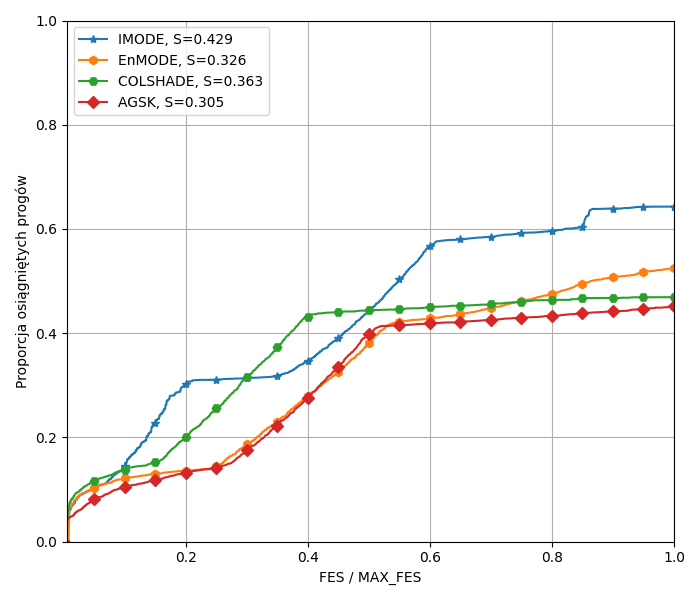 IMODE, S=0.429
EnMODE, S=0.326
COLSHADE, S=0.363
AGSK, S=0.305
1.0
0.8
0.6
0.4
0.2
0.0
Proporcja osiągniętych progów
0.2 0.4 0.6 0.8 1.0
FES / MAX_FES